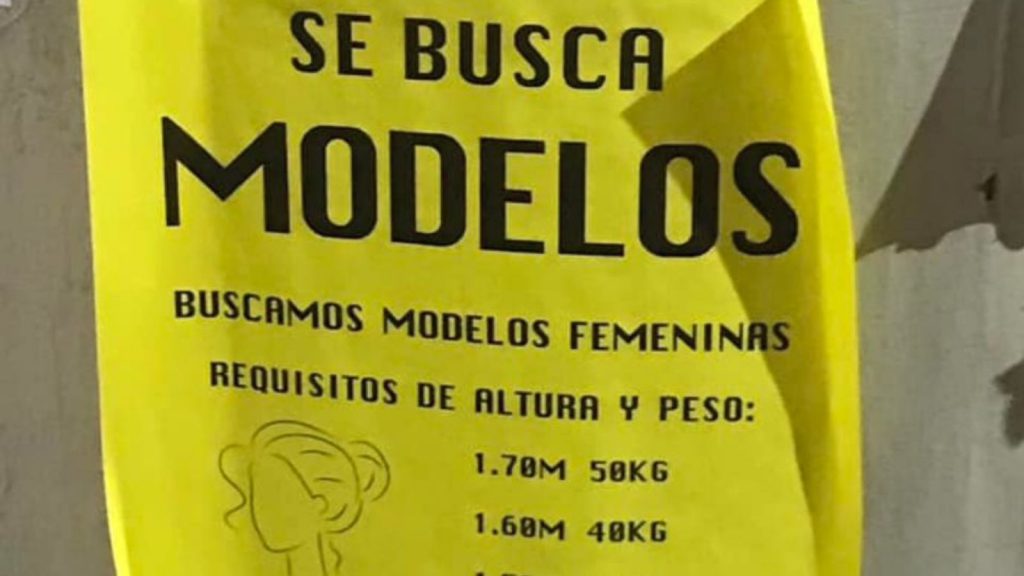 SE BUSCA
MODELOS
BUSCAMOS MODELOS FEMENINAS
REQUISITOS DE ALTURA Y PESO:
1.70M 50KG
1.60M 40KG